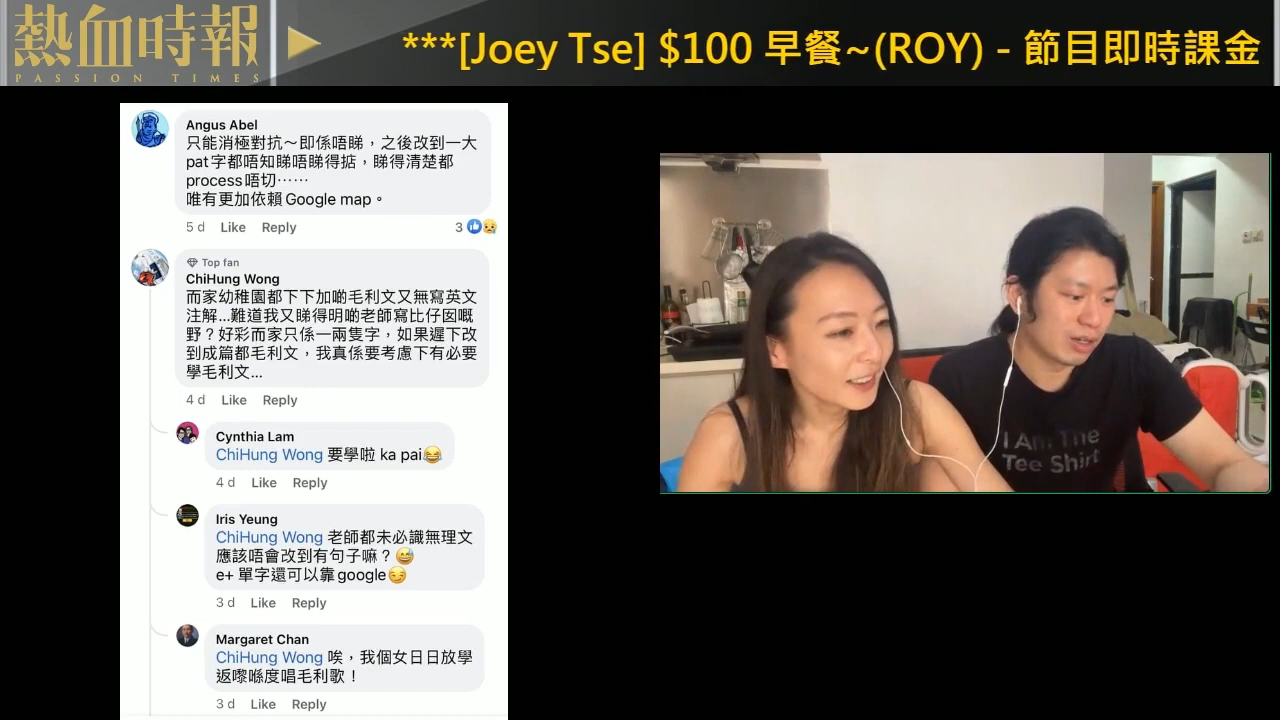 熱血時報
PASSION TIMES
***[Joey Tse] $100 早餐~(ROY) - 節目即時課金
Angus Abel
只能消極對抗～即係唔睇，之後改到一大
pat字都唔知睇唔睇得掂，睇得清楚都
process唔切⋯⋯
唯有更加依賴Google map。
5 d Like Reply 3
Top fan
ChiHung Wong
而家幼稚園都下下加啲毛利文又無寫英文
注解...難道我又睇得明啲老師寫比仔囡嘅
野？好彩而家只係一兩隻字，如果遲下改
到成篇都毛利文，我真係要考慮下有必要
學毛利文...
4 d Like Reply
Cynthia Lam
ChiHung Wong 要學啦 ka pai😂
4 d Like Reply
Iris Yeung
ChiHung Wong 老師都未必識無理文
應該唔會改到有句子嘛？😅
e+ 單字還可以靠google😏
3 d Like Reply
Margaret Chan
ChiHung Wong 唉，我個女日日放學
返嚟喺度唱毛利歌！
3 d Like Reply
I Am The
Tee Shirt